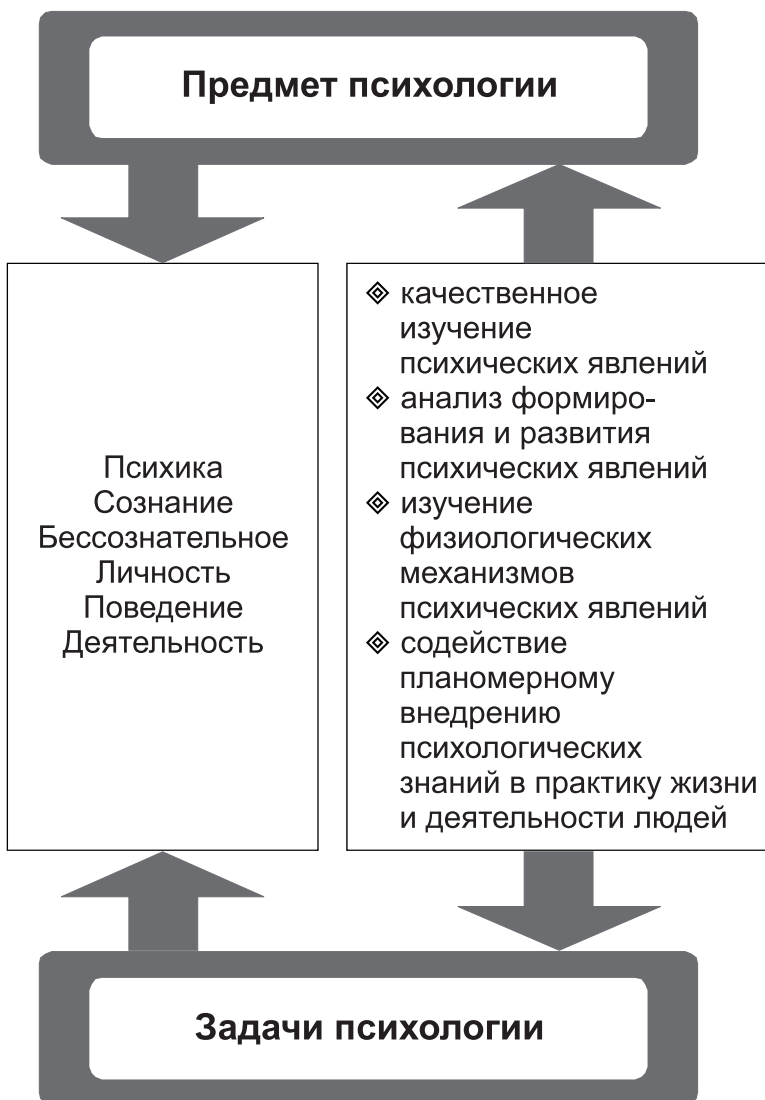 Предмет психологии
Психика
Сознание
Бессознательное
Личность
Поведение
Деятельность
качественное
изучение
психических явлений
анализ формиро-
вания и развития
психических явлений
изучение
физиологических
механизмов
психических явлений
содействие
планомерному
внедрению
психологических
знаний в практику жизни
и деятельности людей
Задачи психологии